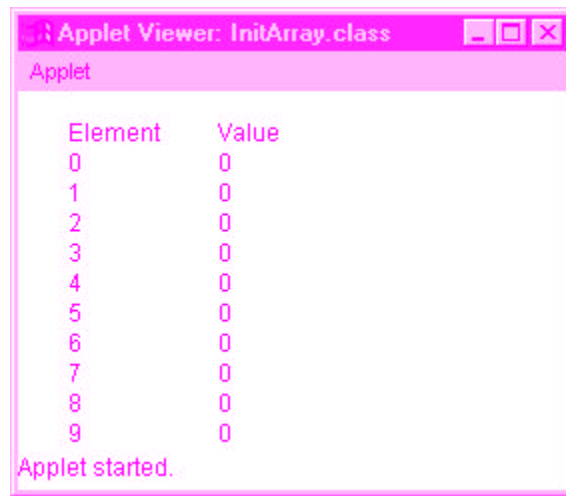 Applet Viewer: InitArray.class
Applet
Element Value
0 0
1 0
2 0
3 0
4 0
5 0
6 0
7 0
8 0
9 0
Applet started.